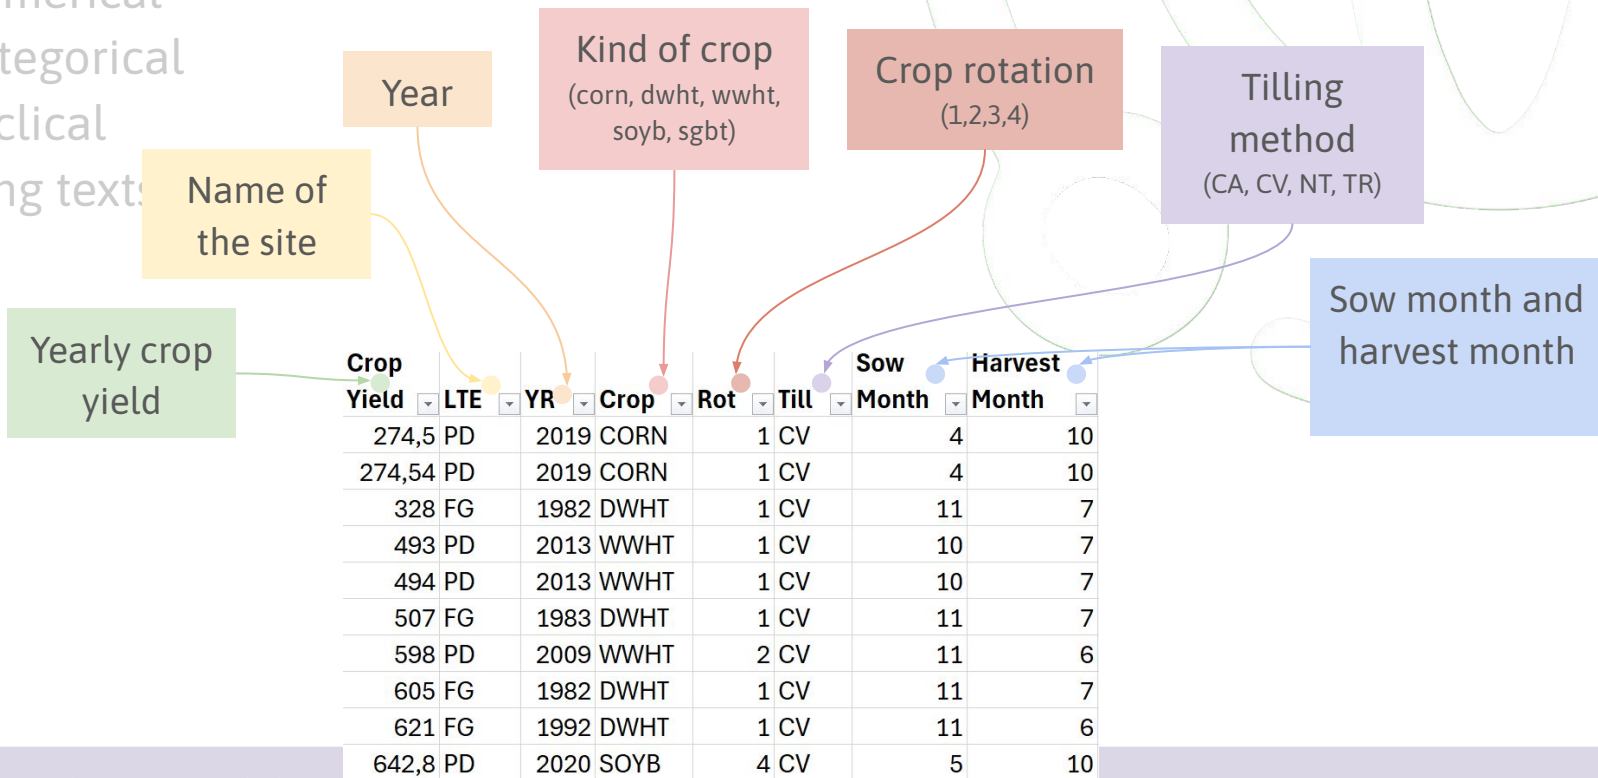 tegorical
clical
ng texts
Year
Kind of crop
(corn, dwht, wwht,
soyb, sgbt)
Crop rotation
(1,2,3,4)
Tilling
method
(CA, CV, NT, TR)
Name of
the site
Sow month and
harvest month
Yearly crop
yield
Crop Yield LTE YR Crop Rot Till Sow Month Harvest Month
274,5 PD 2019 CORN 1 CV 4 10
274,54 PD 2019 CORN 1 CV 4 10
328 FG 1982 DWHT 1 CV 11 7
493 PD 2013 WWHT 1 CV 10 7
494 PD 2013 WWHT 1 CV 10 7
507 FG 1983 DWHT 1 CV 11 7
598 PD 2009 WWHT 2 CV 11 6
605 FG 1982 DWHT 1 CV 11 7
621 FG 1992 DWHT 1 CV 11 6
642,8 PD 2020 SOYB 4 CV 5 10